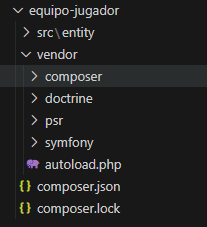 equipo-jugador
src\entity
vendor
composer
doctrine
psr
symfony
autoload.php
{} composer.json
{} composer.lock